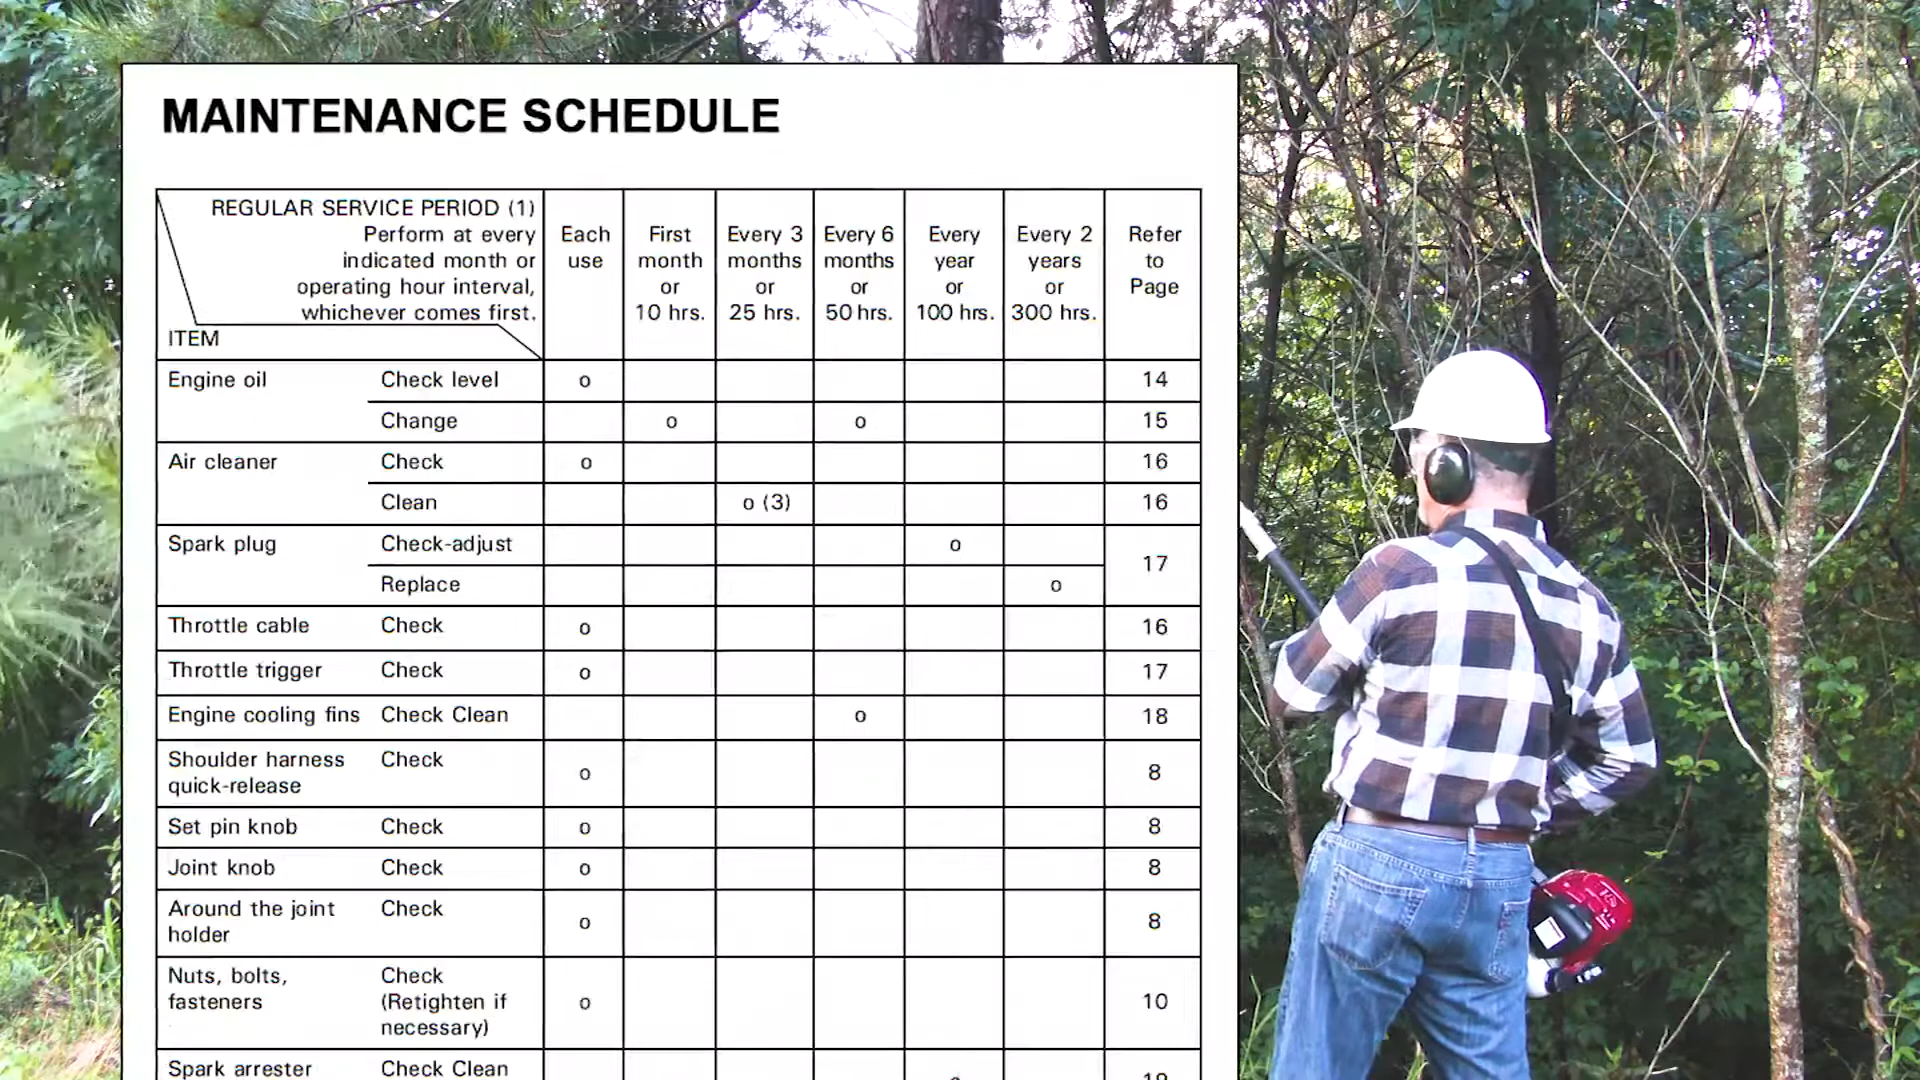 MAINTENANCE SCHEDULE
REGULAR SERVICE PERIOD (1)
Perform at every
indicated month or
operating hour interval,
whichever comes first.
ITEM
Each use
First month or 10 hrs.
Every 3 months or 25 hrs.
Every 6 months or 50 hrs.
Every year or 100 hrs.
Every 2 years or 300 hrs.
Refer to Page
Engine oil Check level o 14
Change o o 15
Air cleaner Check o 16
Clean o (3) 16
Spark plug Check-adjust o 17
Replace o
Throttle cable Check o 16
Throttle trigger Check o 17
Engine cooling fins Check Clean o 18
Shoulder harness Check
quick-release o 8
Set pin knob Check o 8
Joint knob Check o 8
Around the joint Check
holder o 8
Nuts, bolts, Check
fasteners (Retighten if o 10
necessary)
Spark arrester Check Clean